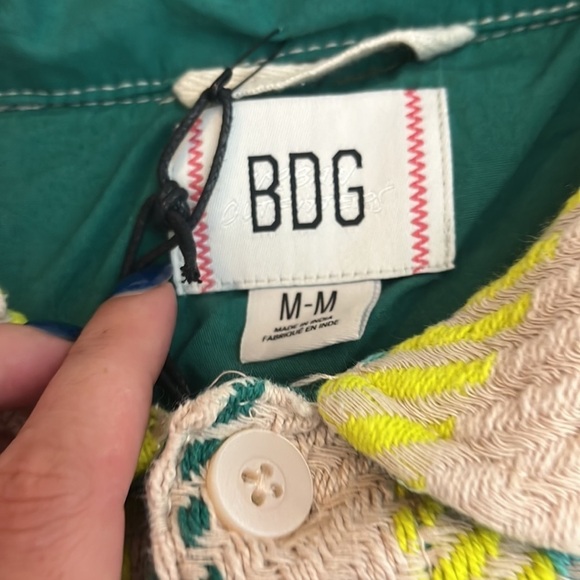 BDG
M-M
MADE IN INDIA
FABRIQUÉ EN INDE